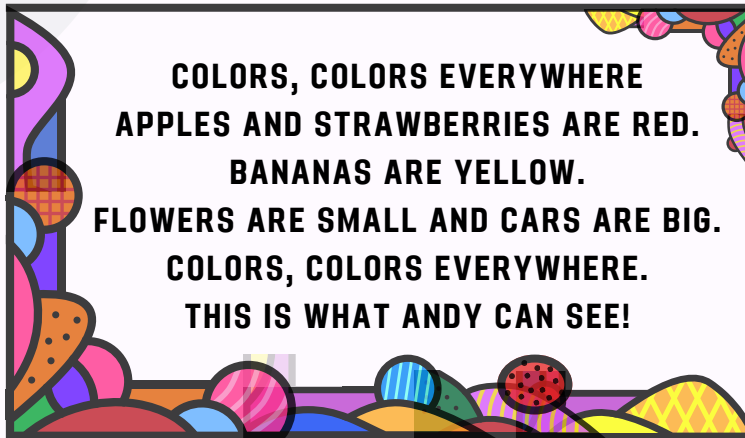 COLORS, COLORS EVERYWHERE
APPLES AND STRAWBERRIES ARE RED.
BANANAS ARE YELLOW.
FLOWERS ARE SMALL AND CARS ARE BIG.
COLORS, COLORS EVERYWHERE.
THIS IS WHAT ANDY CAN SEE!